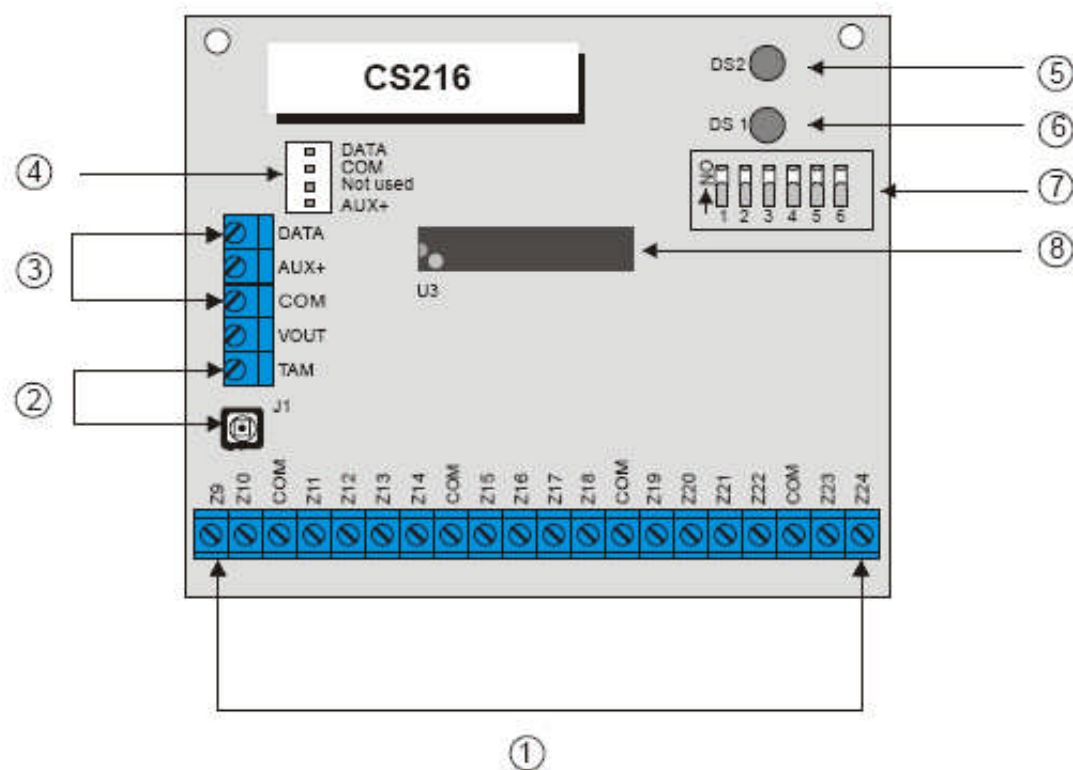 CS216
DS2
⑤
DS 1
⑥
④
DATA
COM
Not used
AUX+
ON
1 2 3 4 5 6
⑦
③
DATA
AUX+
COM
VOUT
TAM
U3
⑧
②
J1
Z9 Z10 COM Z11 Z12 Z13 Z14 COM Z15 Z16 Z17 Z18 COM Z19 Z20 Z21 Z22 COM Z23 Z24
①